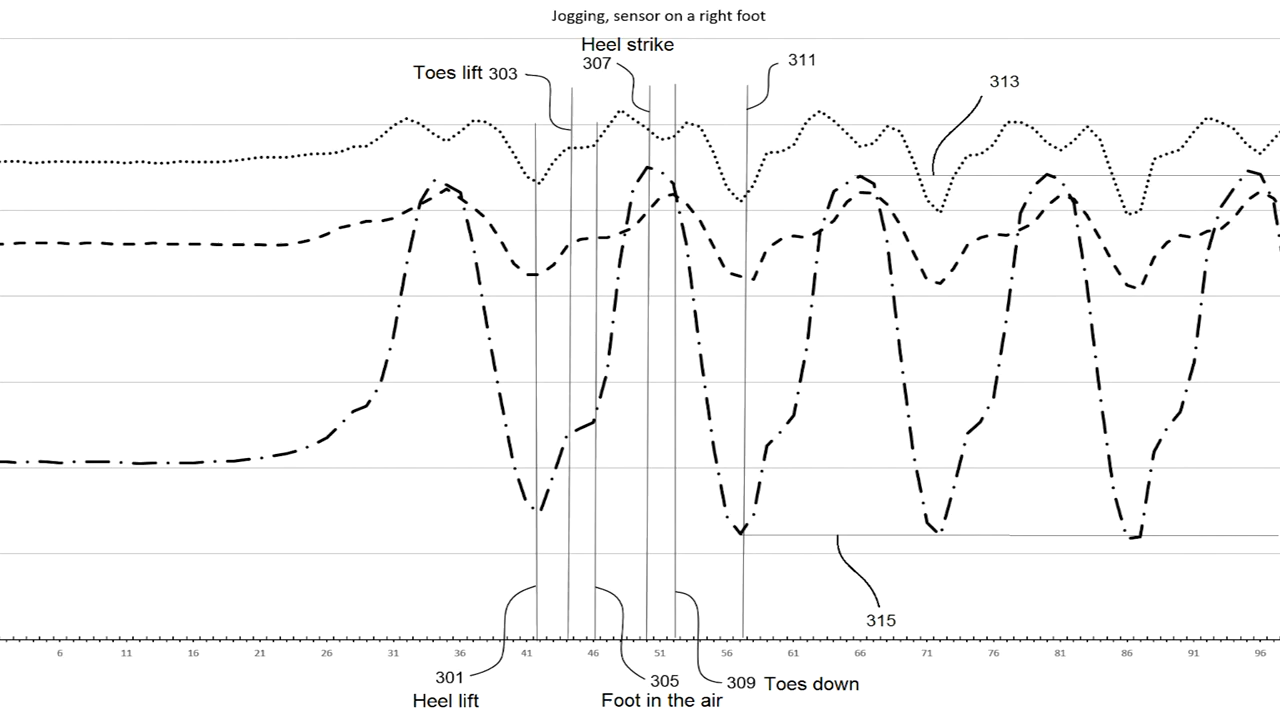 Jogging, sensor on a right foot
Heel strike
307
311
Toes lift 303
313
315
6 11 16 21 26 31 36 41 46 51 56 61 66 71 76 81 86 91 96
301
Heel lift
305
Foot in the air
309 Toes down